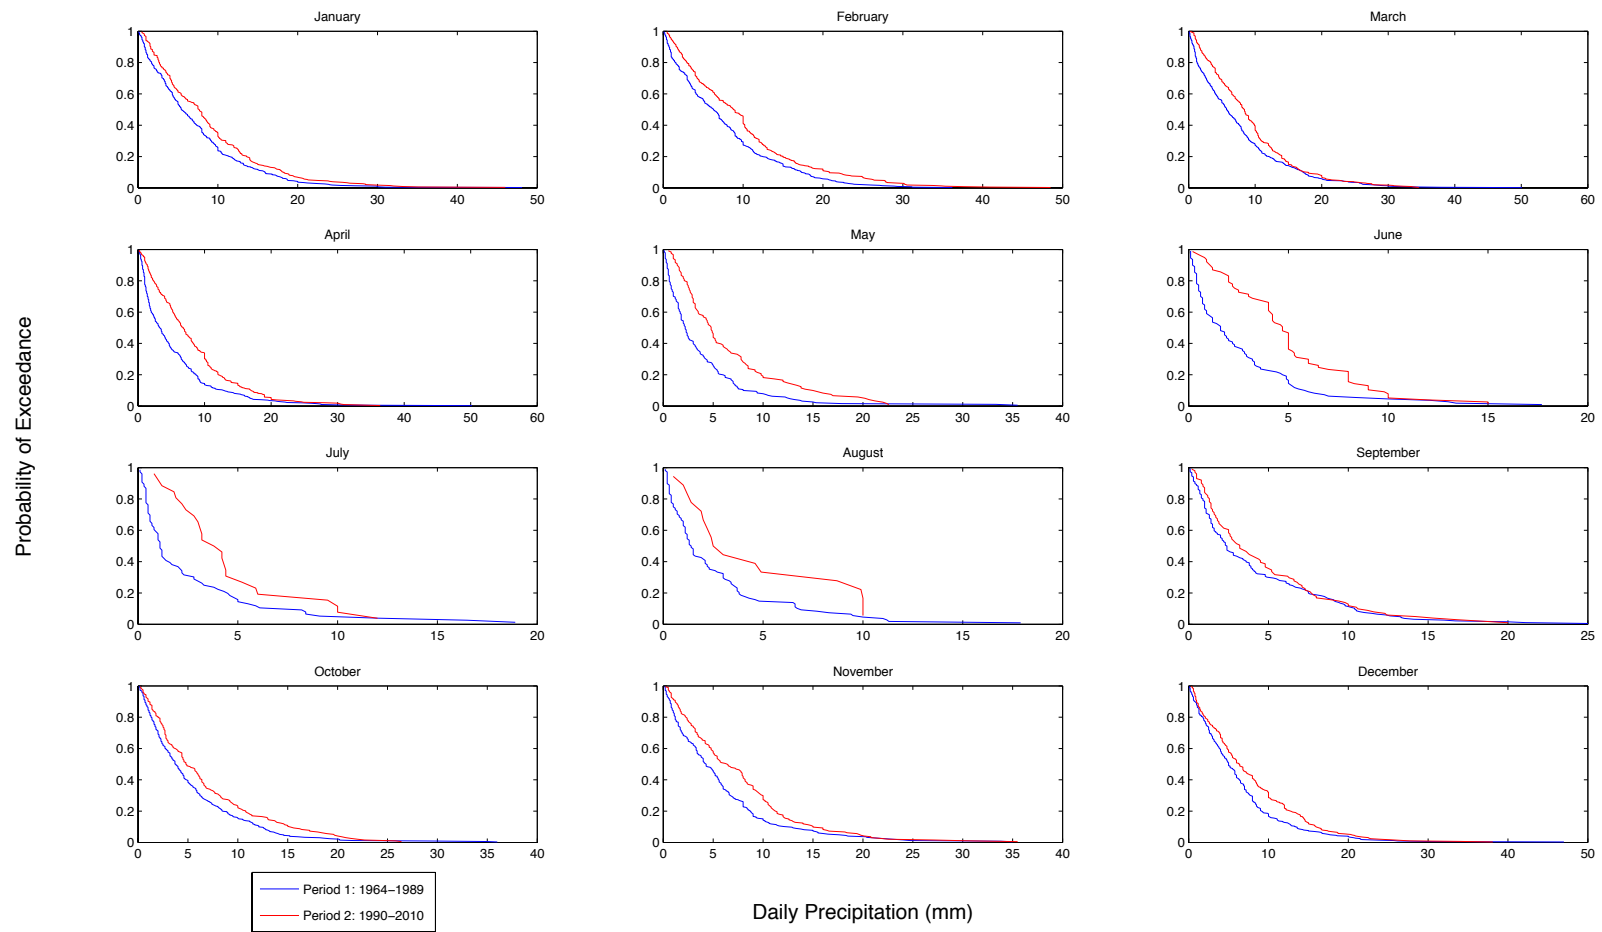 January
February
March
1
0.8
0.6
0.4
0.2
0
0 10 20 30 40 50
1
0.8
0.6
0.4
0.2
0
0 10 20 30 40 50
1
0.8
0.6
0.4
0.2
0
0 10 20 30 40 50 60
April
May
June
1
0.8
0.6
0.4
0.2
0
0 10 20 30 40 50 60
1
0.8
0.6
0.4
0.2
0
0 5 10 15 20 25 30 35 40
1
0.8
0.6
0.4
0.2
0
0 5 10 15 20
Probability of Exceedance
July
August
September
1
0.8
0.6
0.4
0.2
0
0 5 10 15 20
1
0.8
0.6
0.4
0.2
0
0 5 10 15 20
1
0.8
0.6
0.4
0.2
0
0 5 10 15 20 25
October
November
December
1
0.8
0.6
0.4
0.2
0
0 5 10 15 20 25 30 35 40
1
0.8
0.6
0.4
0.2
0
0 5 10 15 20 25 30 35 40
1
0.8
0.6
0.4
0.2
0
0 10 20 30 40 50
Period 1: 1964−1989
Period 2: 1990−2010
Daily Precipitation (mm)